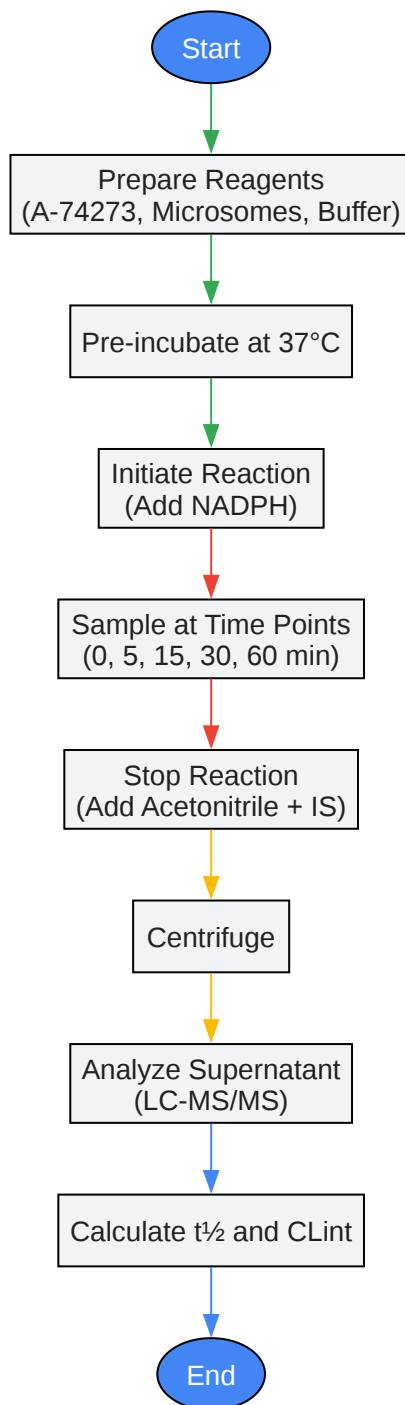 Start
Prepare Reagents
(A-74273, Microsomes, Buffer)
Pre-incubate at 37°C
Initiate Reaction
(Add NADPH)
Sample at Time Points
(0, 5, 15, 30, 60 min)
Stop Reaction
(Add Acetonitrile + IS)
Centrifuge
Analyze Supernatant
(LC-MS/MS)
Calculate t½ and CLint
End